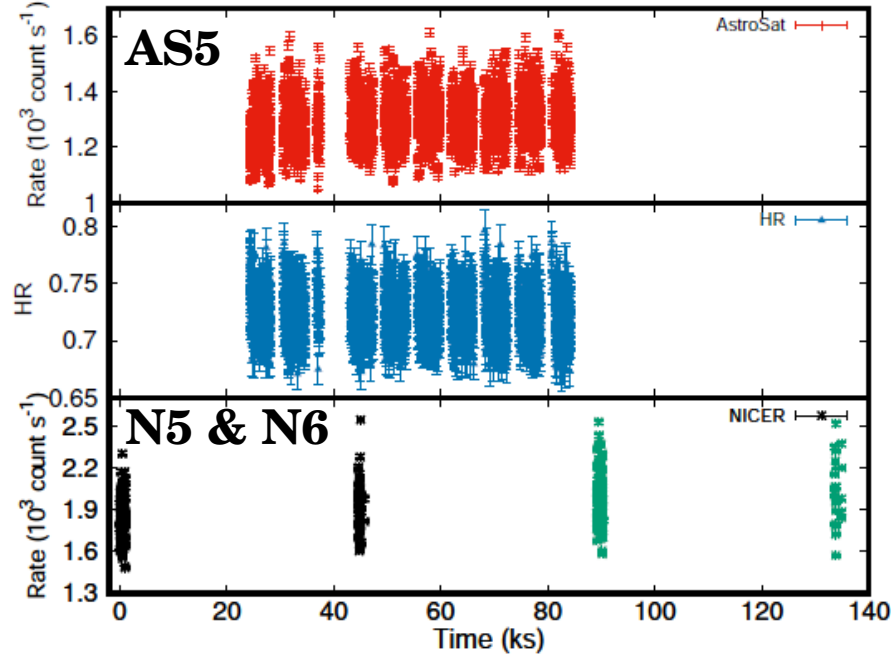 AS5
AstroSat
Rate (10³ count s⁻¹)
1.6
1.4
1.2
1
HR
HR
0.8
0.75
0.7
0.65
N5 & N6
NICER
Rate (10³ count s⁻¹)
2.5
2.2
1.9
1.6
1.3
0 20 40 60 80 100 120 140
Time (ks)